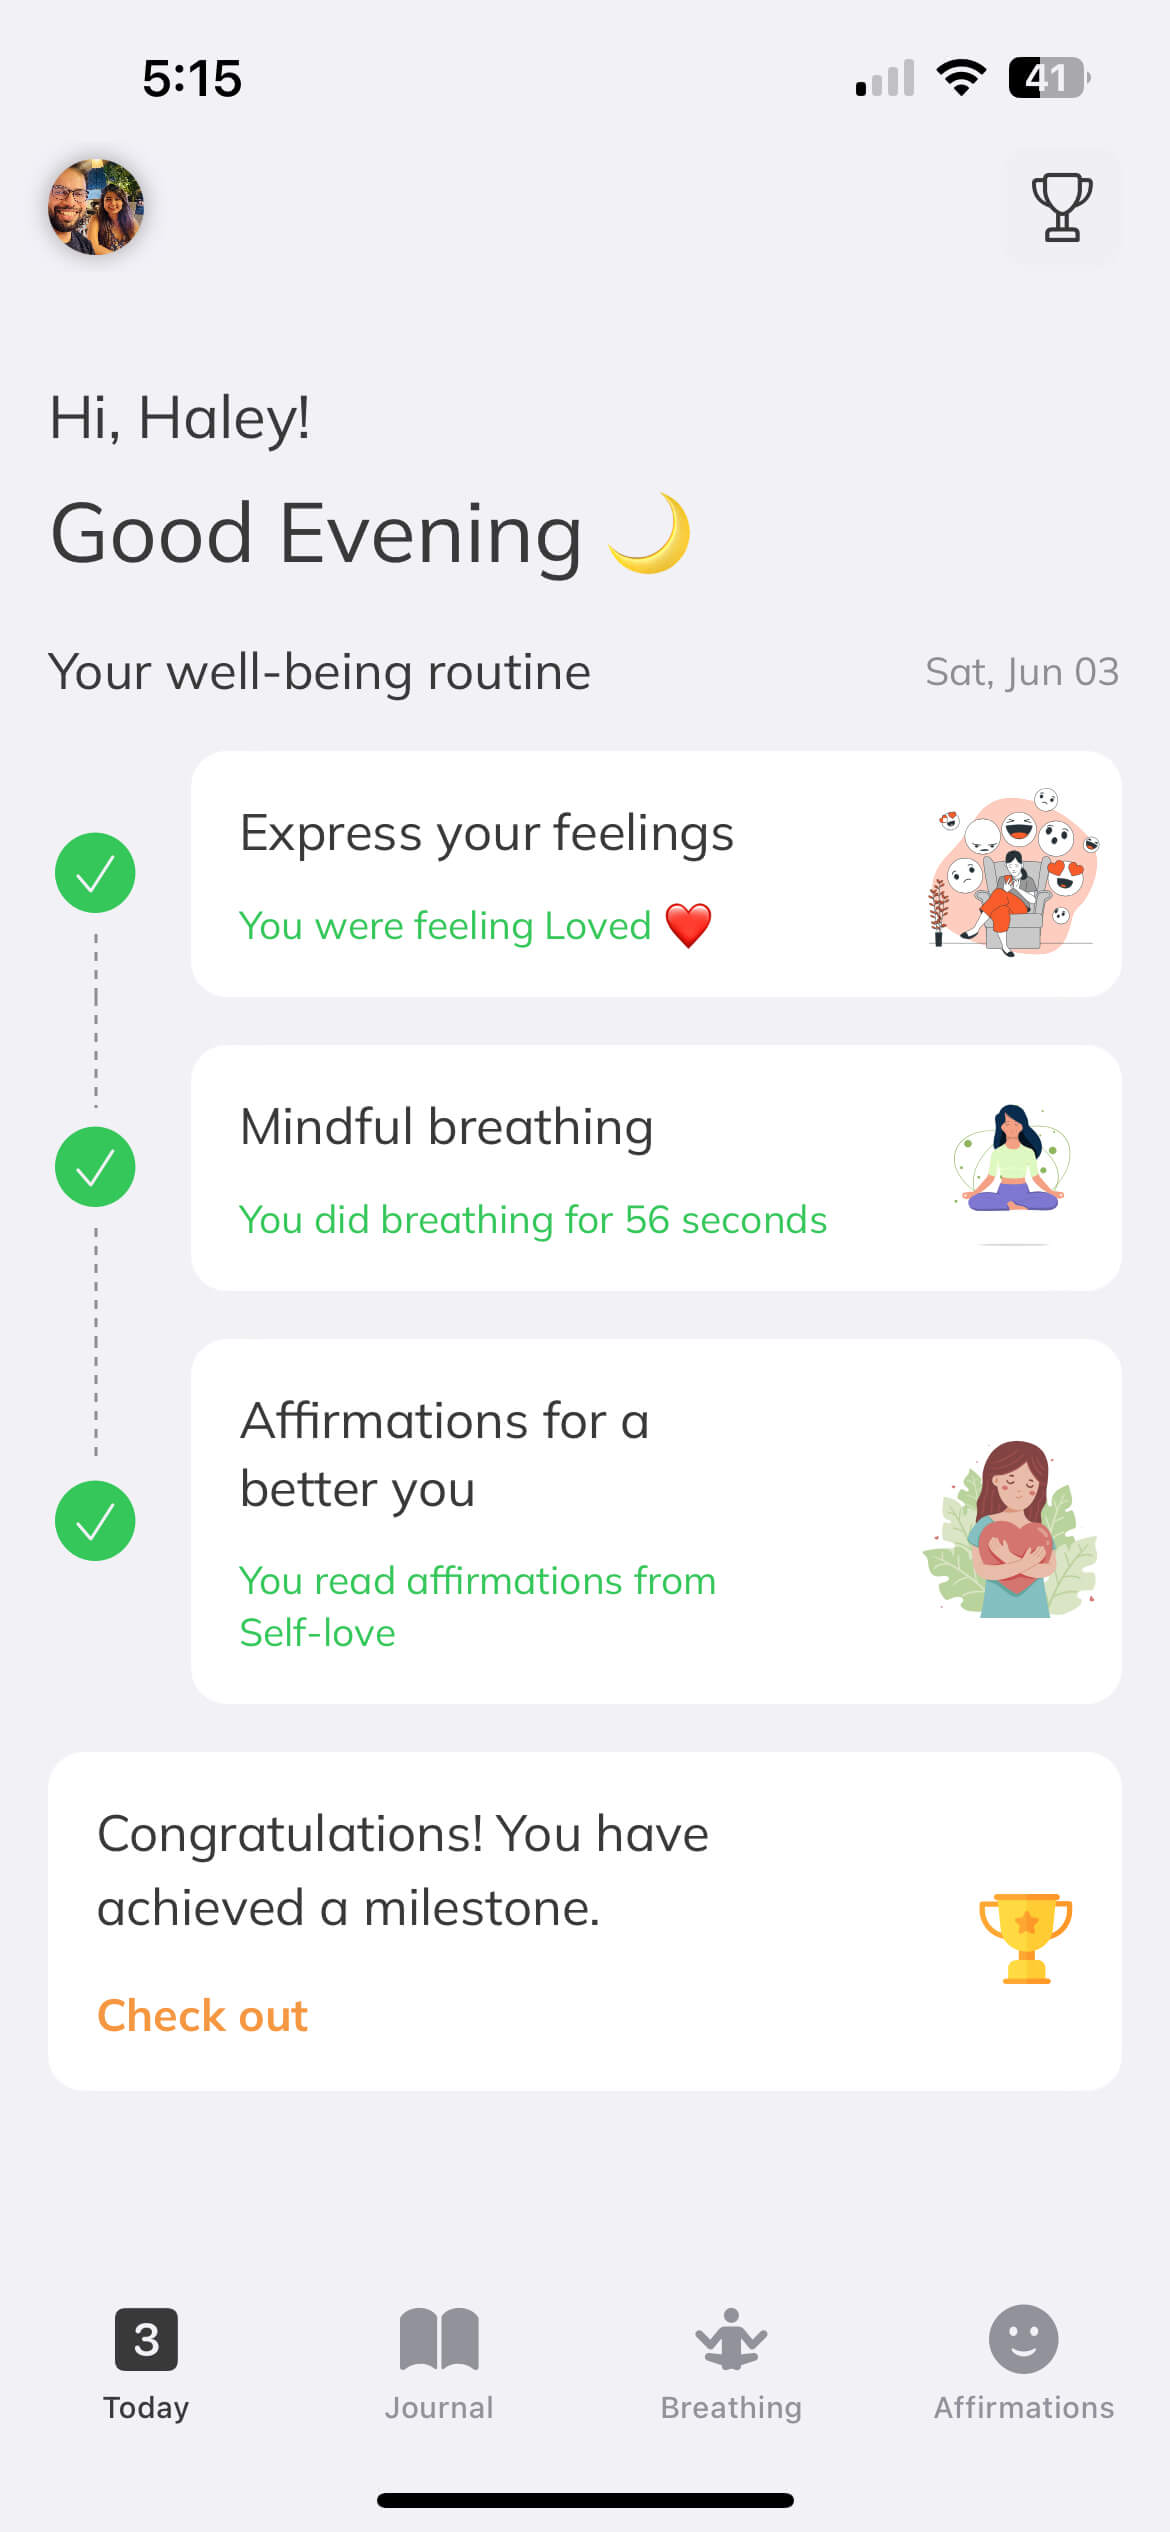 5:15
41
Hi, Haley!
Good Evening 🌙
Your well-being routine
Sat, Jun 03
Express your feelings
You were feeling Loved ❤️
Mindful breathing
You did breathing for 56 seconds
Affirmations for a
better you
You read affirmations from
Self-love
Congratulations! You have
achieved a milestone.
Check out
3
Today
Journal
Breathing
Affirmations